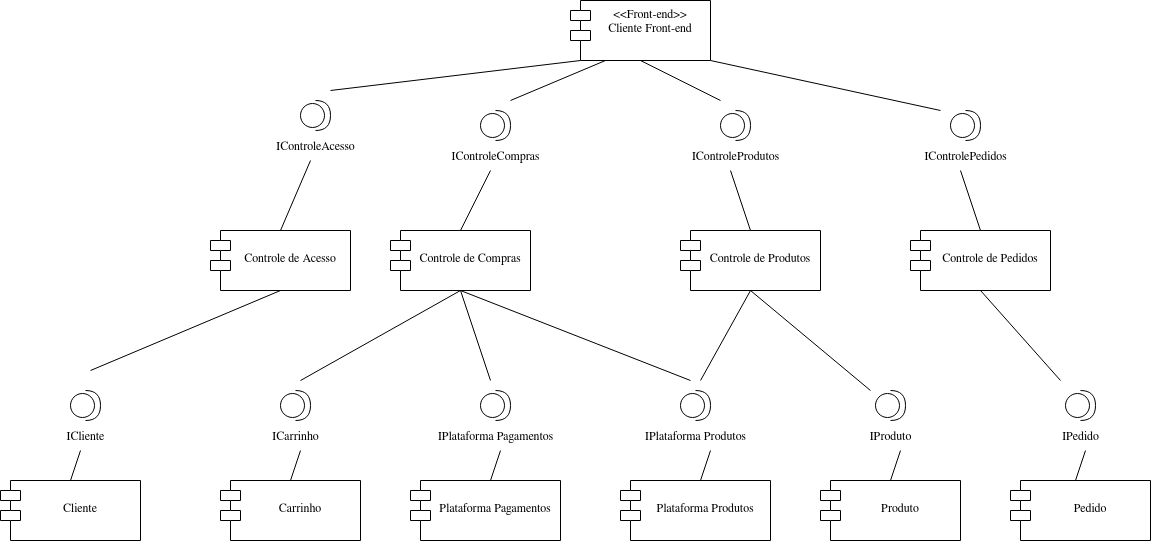 <<Front-end>>
Cliente Front-end
IControleAcesso
IControleCompras
IControleProdutos
IControlePedidos
Controle de Acesso
Controle de Compras
Controle de Produtos
Controle de Pedidos
ICliente
ICarrinho
IPlataforma Pagamentos
IPlataforma Produtos
IProduto
IPedido
Cliente
Carrinho
Plataforma Pagamentos
Plataforma Produtos
Produto
Pedido